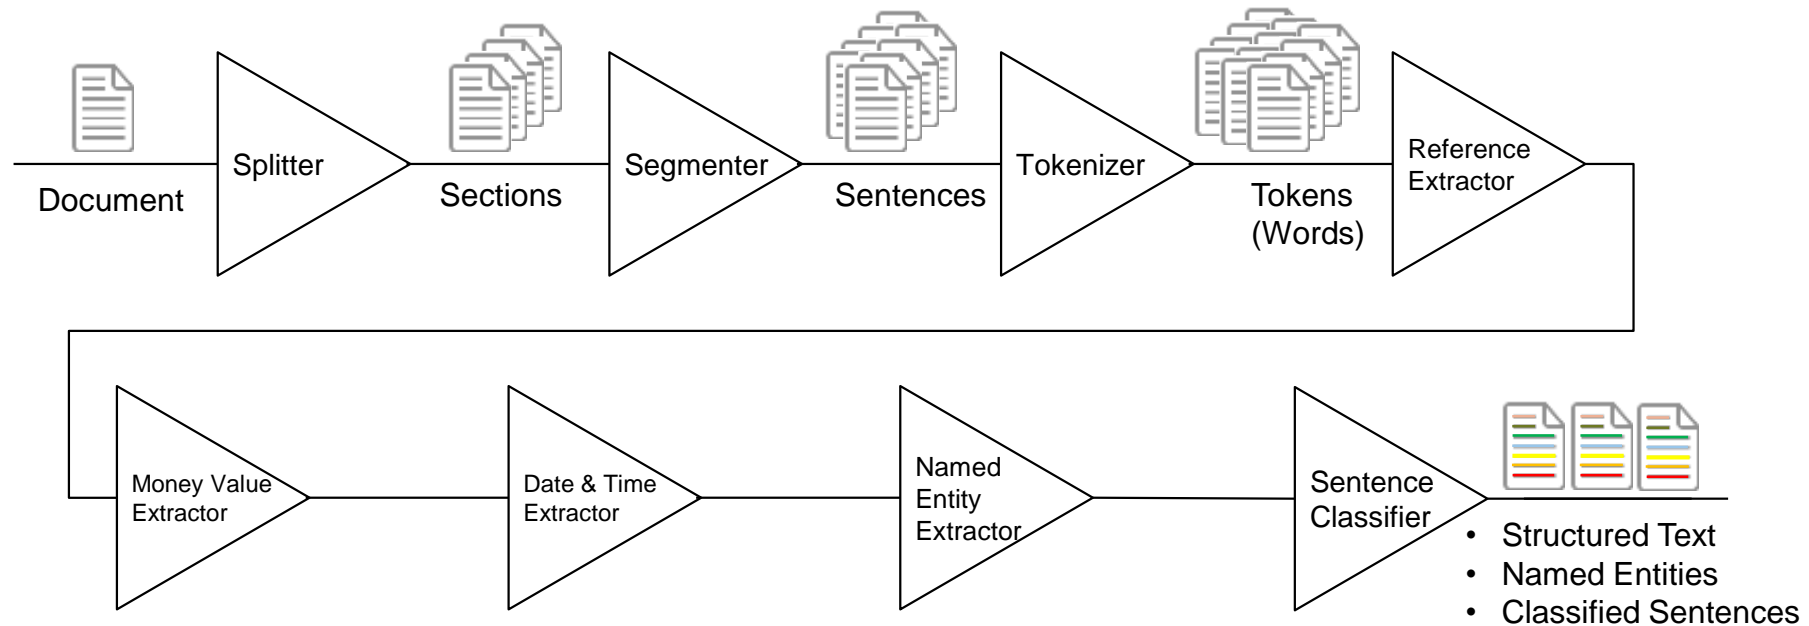 Splitter
Segmenter
Tokenizer
Reference
Extractor
Document
Sections
Sentences
Tokens
(Words)
Money Value
Extractor
Date & Time
Extractor
Named
Entity
Extractor
Sentence
Classifier
• Structured Text
• Named Entities
• Classified Sentences